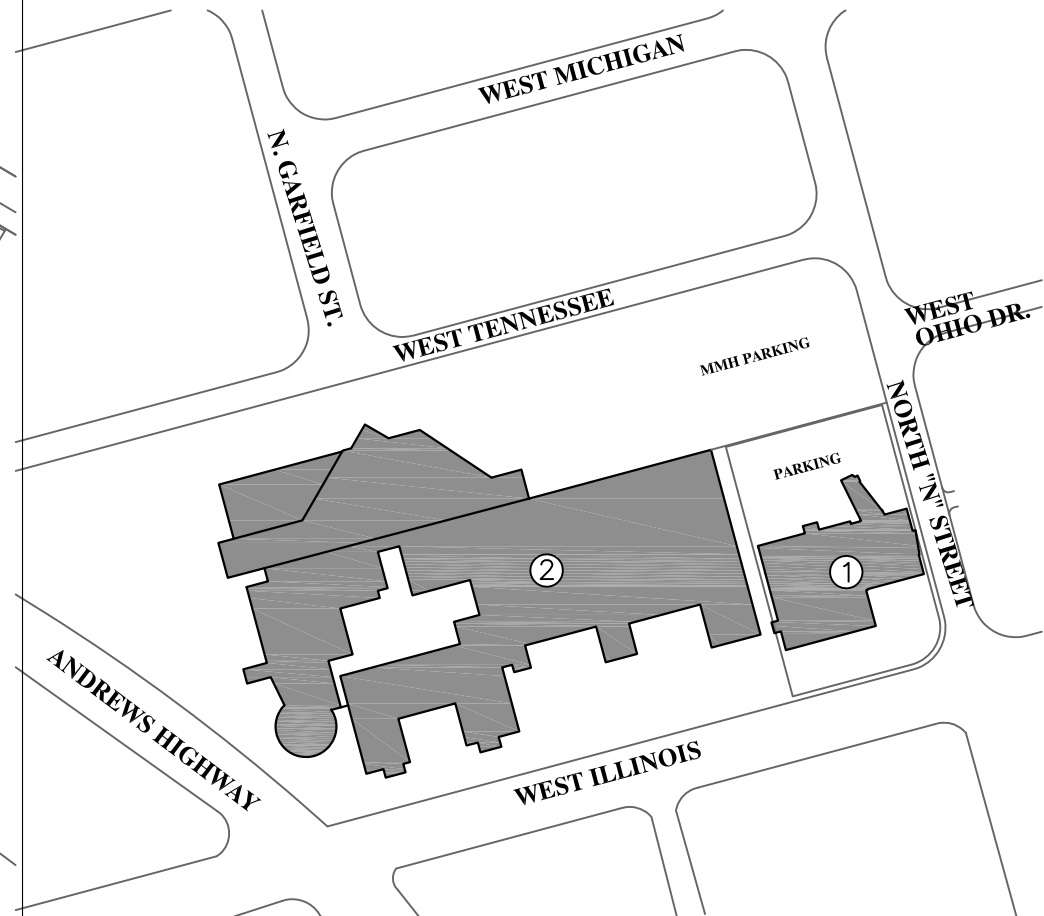 WEST MICHIGAN
N. GARFIELD ST.
WEST TENNESSEE
WEST
OHIO DR.
MMH PARKING
NORTH "N" STREET
PARKING
2
1
ANDREWS HIGHWAY
WEST ILLINOIS